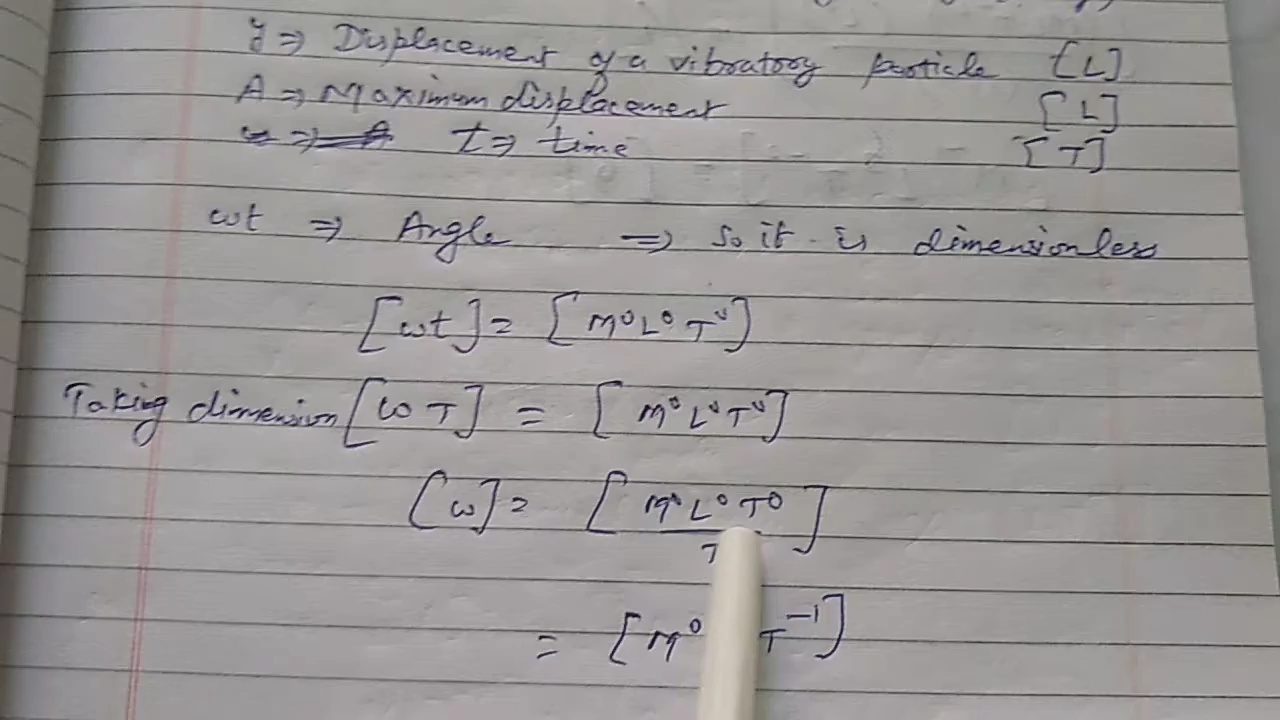 y ⇒ Displacement of a vibratory particle [L]
A ⇒ Maximum displacement [L]
t ⇒ time [T]
ωt ⇒ Angle ⇒ So it is dimensionless
[ωt] = [M⁰L⁰T⁰]
Taking dimension [ωT] = [M⁰L⁰T⁰]
[ω] = [M⁰L⁰T⁰
T]
= [M⁰ T⁻¹]